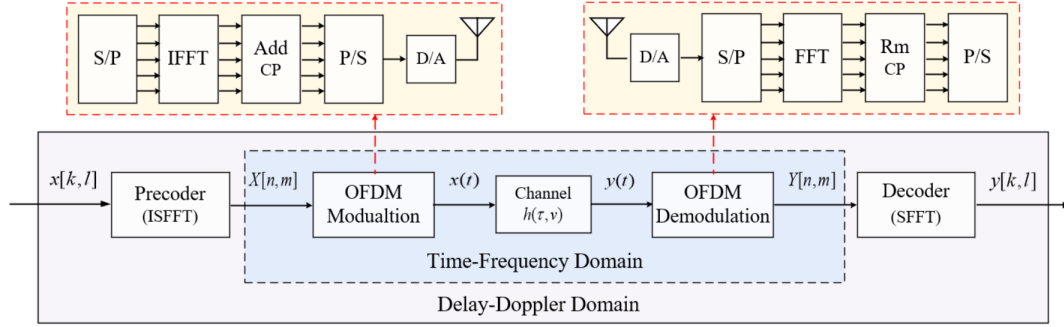 S/P
IFFT
Add
CP
P/S
D/A
D/A
S/P
FFT
Rm
CP
P/S
x[k,l]
Precoder
(ISFFT)
X[n,m]
OFDM
Modualtion
x(t)
Channel
h(τ,ν)
y(t)
OFDM
Demodulation
Y[n,m]
Decoder
(SFFT)
y[k,l]
Time-Frequency Domain
Delay-Doppler Domain